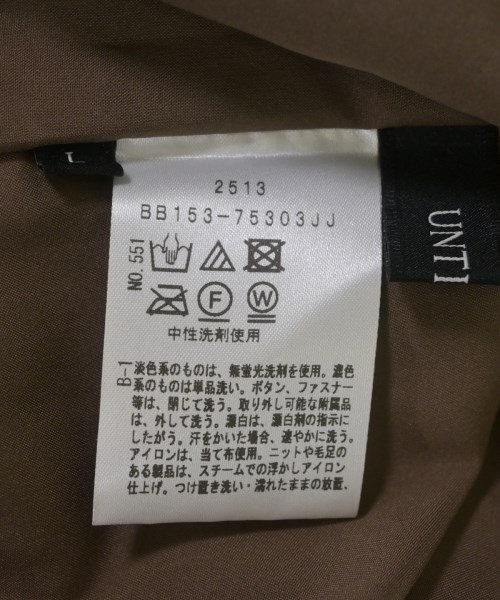 L
2513
BB153-75303JJ
NO.551
F
W
中性洗剤使用
B-1
淡色系のものは、無蛍光洗剤を使用。濃色
系のものは単品洗い。ボタン、ファスナー
等は、閉じて洗う。取り外し可能な附属品
は、外して洗う。漂白は、漂白剤の指示に
したがう。汗をかいた場合、速やかに洗う。
アイロンは、当て布使用。ニットや毛足の
ある製品は、スチームでの浮かしアイロン
仕上げ。つけ置き洗い・濡れたままの放置、